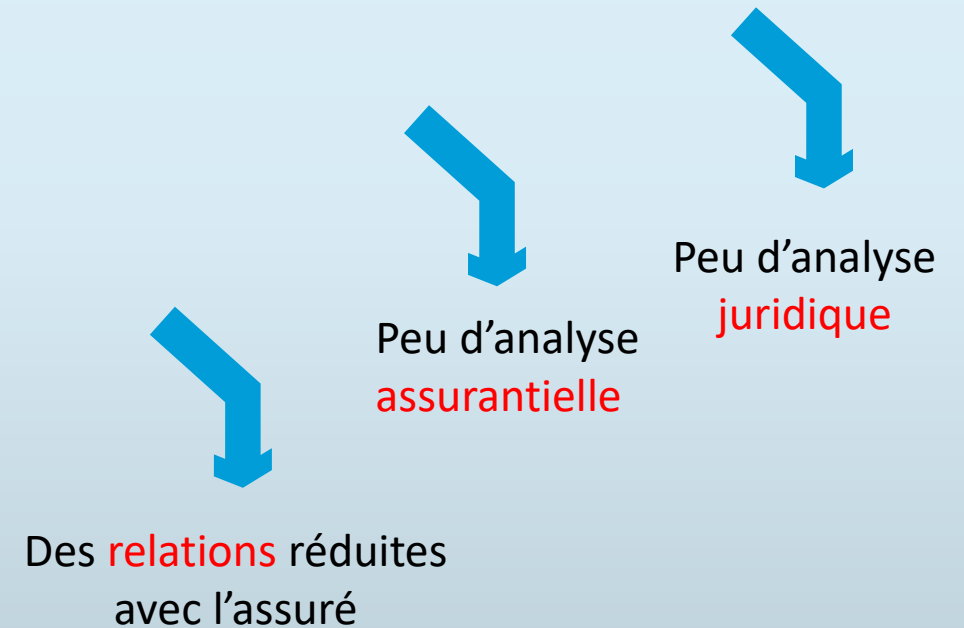 Peu d’analyse
juridique
Peu d’analyse
assurantielle
Des relations réduites
avec l’assuré